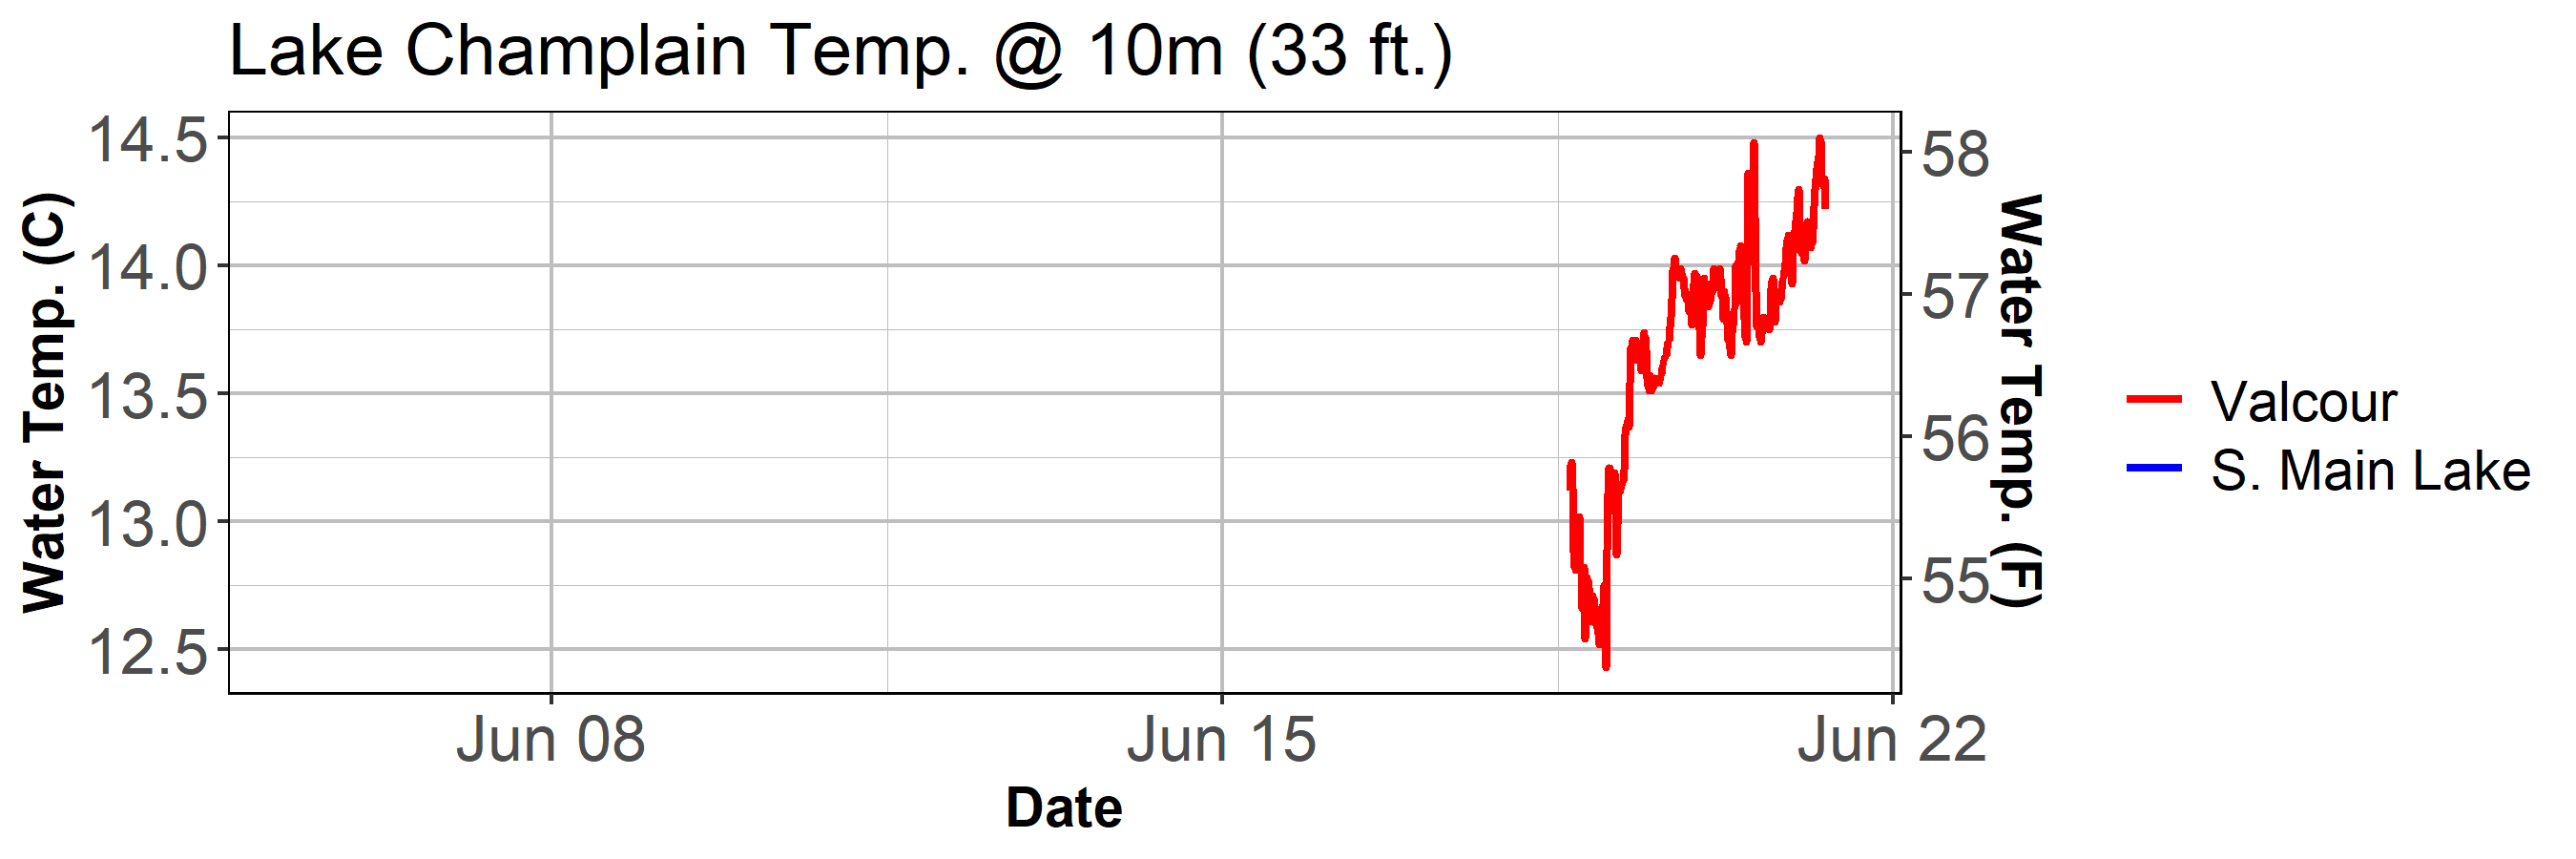 Lake Champlain Temp. @ 10m (33 ft.)
Water Temp. (C)
14.5
14.0
13.5
13.0
12.5
58
57
56
55
Water Temp. (F)
Jun 08
Jun 15
Jun 22
Date
Valcour
S. Main Lake